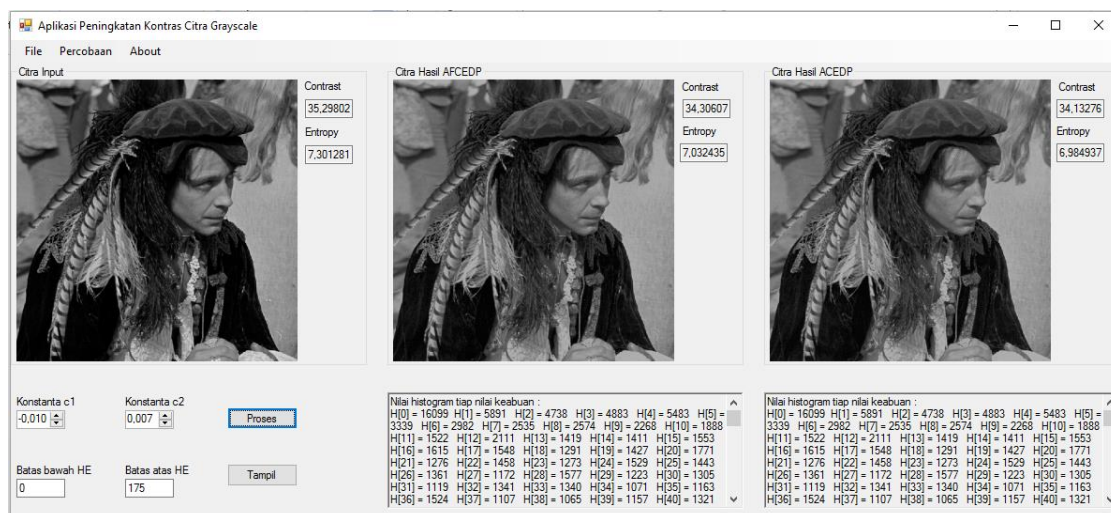 Aplikasi Peningkatan Kontras Citra Grayscale
File Percobaan About
Citra Input
Contrast
35,29802
Entropy
7,301281
Citra Hasil AFCEDP
Contrast
34,30607
Entropy
7,032435
Citra Hasil ACEDP
Contrast
34,13276
Entropy
6,984937
Konstanta c1
-0,010
Konstanta c2
0,007
Proses
Batas bawah HE
0
Batas atas HE
175
Tampil
Nilai histogram tiap nilai keabuan :
H[0] = 16099 H[1] = 5891 H[2] = 4738 H[3] = 4883 H[4] = 5483 H[5] =
3339 H[6] = 2982 H[7] = 2535 H[8] = 2574 H[9] = 2268 H[10] = 1888
H[11] = 1522 H[12] = 2111 H[13] = 1419 H[14] = 1411 H[15] = 1553
H[16] = 1615 H[17] = 1548 H[18] = 1291 H[19] = 1427 H[20] = 1771
H[21] = 1276 H[22] = 1458 H[23] = 1273 H[24] = 1529 H[25] = 1443
H[26] = 1361 H[27] = 1172 H[28] = 1577 H[29] = 1223 H[30] = 1305
H[31] = 1119 H[32] = 1341 H[33] = 1340 H[34] = 1071 H[35] = 1163
H[36] = 1524 H[37] = 1107 H[38] = 1065 H[39] = 1157 H[40] = 1321
Nilai histogram tiap nilai keabuan :
H[0] = 16099 H[1] = 5891 H[2] = 4738 H[3] = 4883 H[4] = 5483 H[5] =
3339 H[6] = 2982 H[7] = 2535 H[8] = 2574 H[9] = 2268 H[10] = 1888
H[11] = 1522 H[12] = 2111 H[13] = 1419 H[14] = 1411 H[15] = 1553
H[16] = 1615 H[17] = 1548 H[18] = 1291 H[19] = 1427 H[20] = 1771
H[21] = 1276 H[22] = 1458 H[23] = 1273 H[24] = 1529 H[25] = 1443
H[26] = 1361 H[27] = 1172 H[28] = 1577 H[29] = 1223 H[30] = 1305
H[31] = 1119 H[32] = 1341 H[33] = 1340 H[34] = 1071 H[35] = 1163
H[36] = 1524 H[37] = 1107 H[38] = 1065 H[39] = 1157 H[40] = 1321